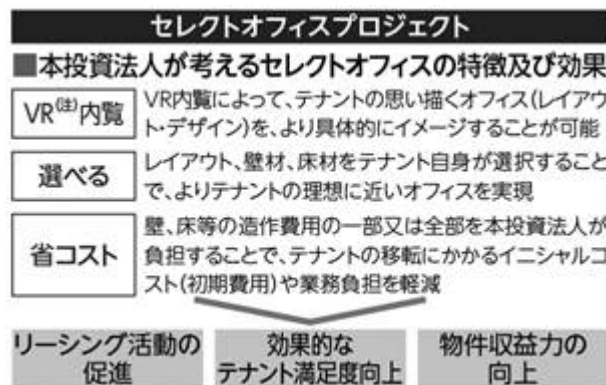 セレクトオフィスプロジェクト
■本投資法人が考えるセレクトオフィスの特徴及び効果
VR(注)内覧
VR内覧によって、テナントの思い描くオフィス(レイアウ
ト・デザイン)を、より具体的にイメージすることが可能
選べる
レイアウト、壁材、床材をテナント自身が選択すること
で、よりテナントの理想に近いオフィスを実現
省コスト
壁、床等の造作費用の一部又は全部を本投資法人が
負担することで、テナントの移転にかかるイニシャルコ
スト(初期費用)や業務負担を軽減
リーシング活動の
促進
効果的な
テナント満足度向上
物件収益力の
向上